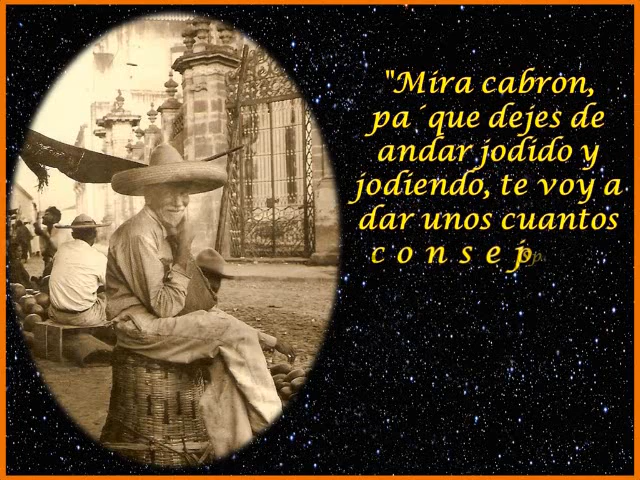 "Mira cabron,
pa´que dejes de
andar jodido y
jodiendo, te voy a
dar unos cuantos
c o n s e j